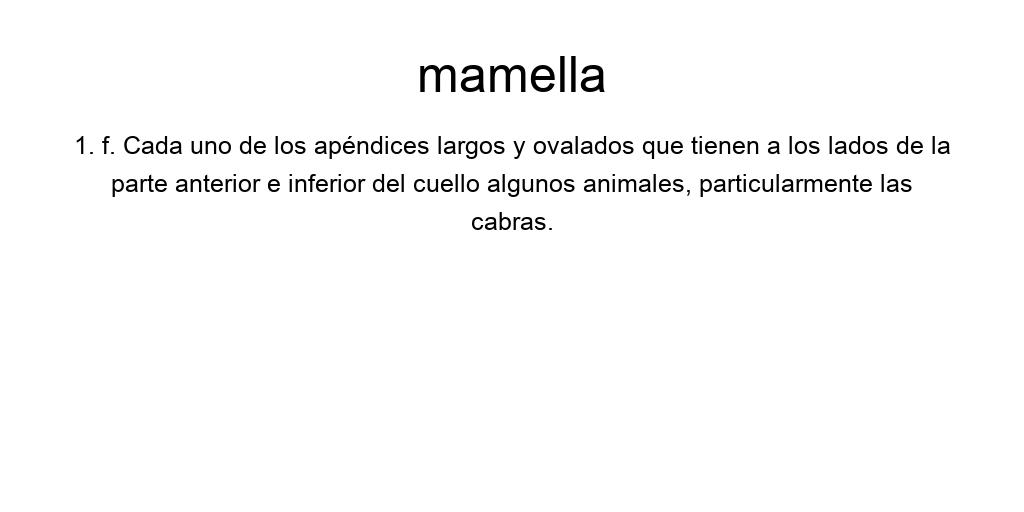 mamella
1. f. Cada uno de los apéndices largos y ovalados que tienen a los lados de la
parte anterior e inferior del cuello algunos animales, particularmente las
cabras.